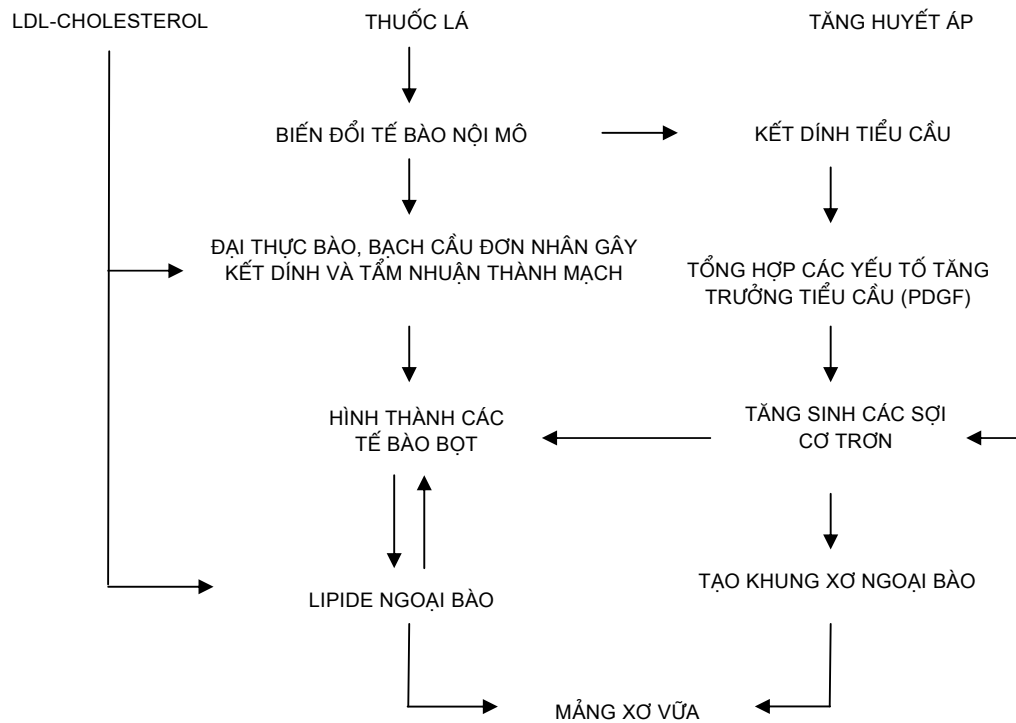 LDL-CHOLESTEROL
THUỐC LÁ
TĂNG HUYẾT ÁP
BIẾN ĐỔI TẾ BÀO NỘI MÔ
KẾT DÍNH TIỂU CẦU
ĐẠI THỰC BÀO, BẠCH CẦU ĐƠN NHÂN GÂY
KẾT DÍNH VÀ TẨM NHUẬN THÀNH MẠCH
TỔNG HỢP CÁC YẾU TỐ TĂNG
TRƯỞNG TIỂU CẦU (PDGF)
HÌNH THÀNH CÁC
TẾ BÀO BỌT
TĂNG SINH CÁC SỢI
CƠ TRƠN
LIPIDE NGOẠI BÀO
TẠO KHUNG XƠ NGOẠI BÀO
MẢNG XƠ VỮA